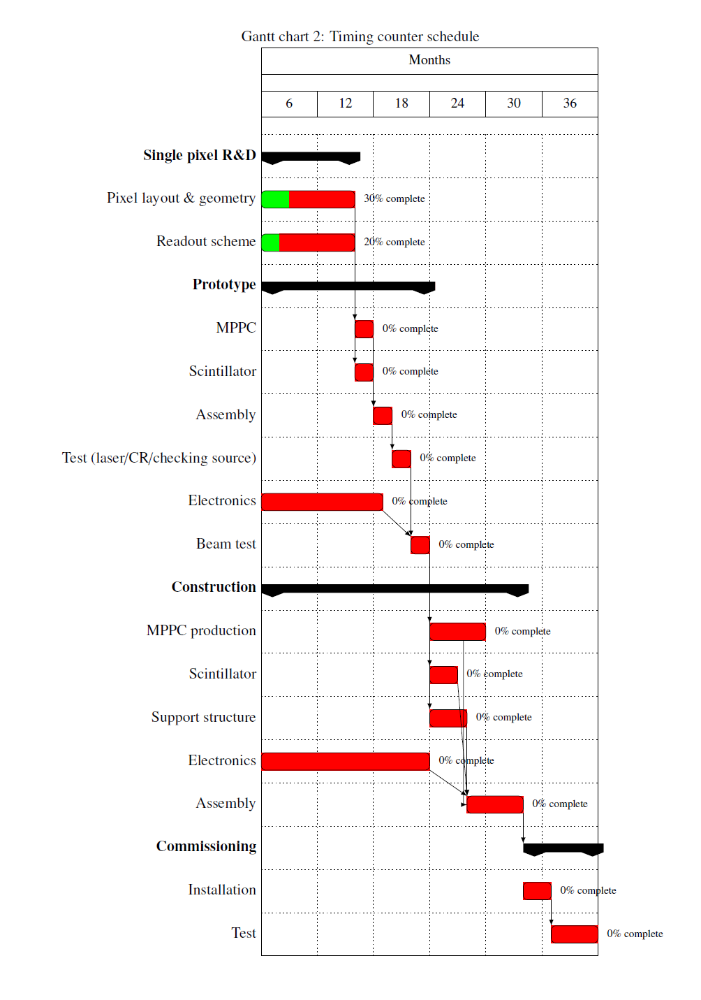 Gantt chart 2: Timing counter schedule
Months
6 12 18 24 30 36
Single pixel R&D
Pixel layout & geometry 30% complete
Readout scheme 20% complete
Prototype
MPPC 0% complete
Scintillator 0% complete
Assembly 0% complete
Test (laser/CR/checking source) 0% complete
Electronics 0% complete
Beam test 0% complete
Construction
MPPC production 0% complete
Scintillator 0% complete
Support structure 0% complete
Electronics 0% complete
Assembly 0% complete
Commissioning
Installation 0% complete
Test 0% complete